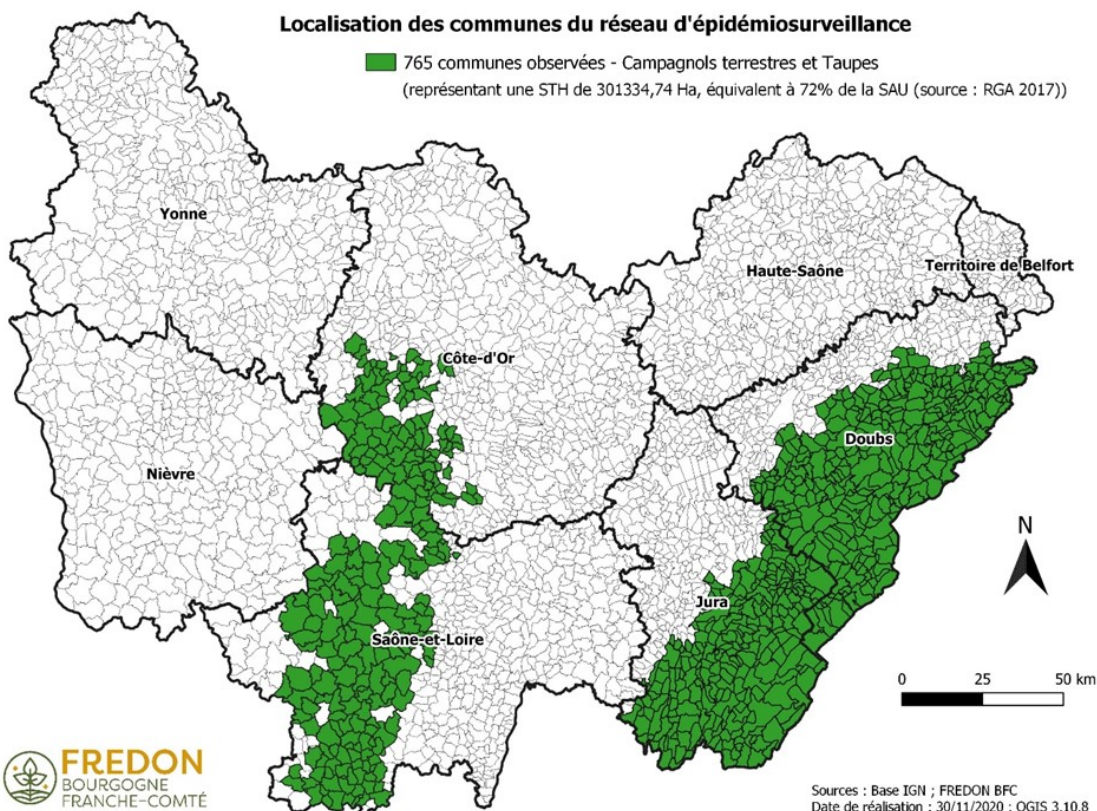 Localisation des communes du réseau d'épidémiosurveillance
765 communes observées - Campagnols terrestres et Taupes
(représentant une STH de 301334,74 Ha, équivalent à 72% de la SAU (source : RGA 2017))
Yonne
Haute-Saône
Territoire de Belfort
Côte-d'Or
Doubs
Nièvre
N
Jura
Saône-et-Loire
0 25 50 km
FREDON
BOURGOGNE
FRANCHE-COMTÉ
Sources : Base IGN ; FREDON BFC
Date de réalisation : 30/11/2020 ; QGIS 3.10.8